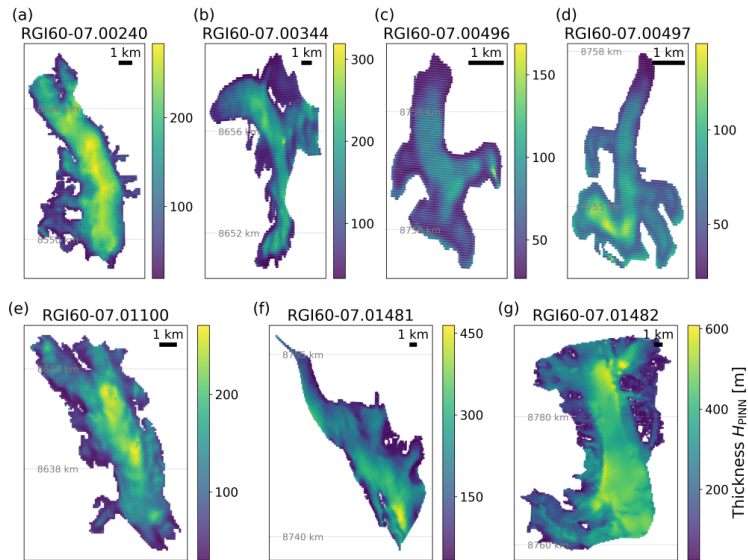 (a)
RGI60-07.00240
1 km
200
100
(b)
RGI60-07.00344
1 km
8656 km
8652 km
300
200
100
(c)
RGI60-07.00496
1 km
150
100
50
(d)
RGI60-07.00497
1 km
8758 km
100
50
(e)
RGI60-07.01100
1 km
8638 km
200
100
(f)
RGI60-07.01481
1 km
8740 km
450
300
150
(g)
RGI60-07.01482
1 km
8780 km
8760 km
600
400
200
Thickness H_PINN [m]